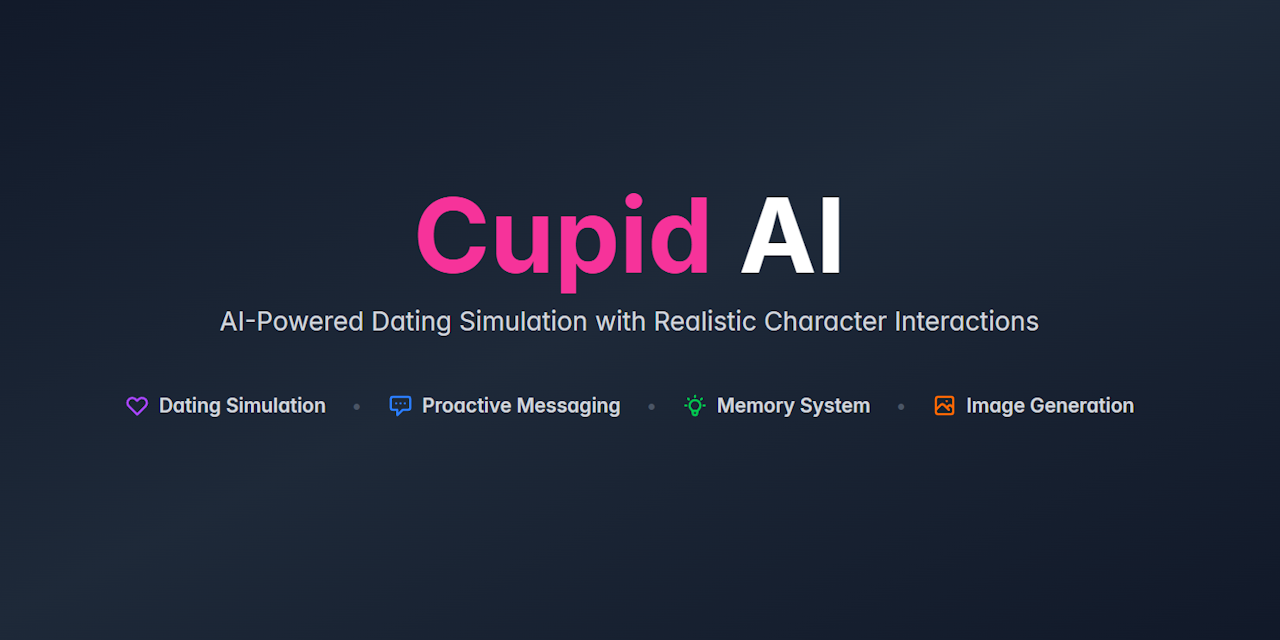 Cupid AI
AI-Powered Dating Simulation with Realistic Character Interactions
Dating Simulation • Proactive Messaging • Memory System • Image Generation